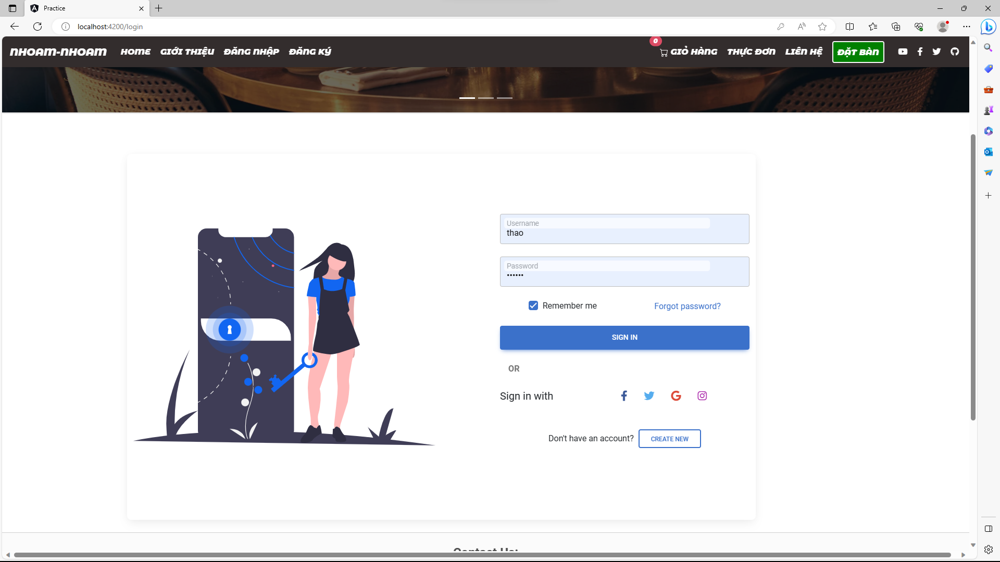 Practice
localhost:4200/login
NHOAM-NHOAM HOME GIỚI THIỆU ĐĂNG NHẬP ĐĂNG KÝ 0 GIỎ HÀNG THỰC ĐƠN LIÊN HỆ ĐẶT BÀN
Username
thao
Password
••••••
Remember me Forgot password?
SIGN IN
OR
Sign in with
Don't have an account? CREATE NEW
Contact Us: